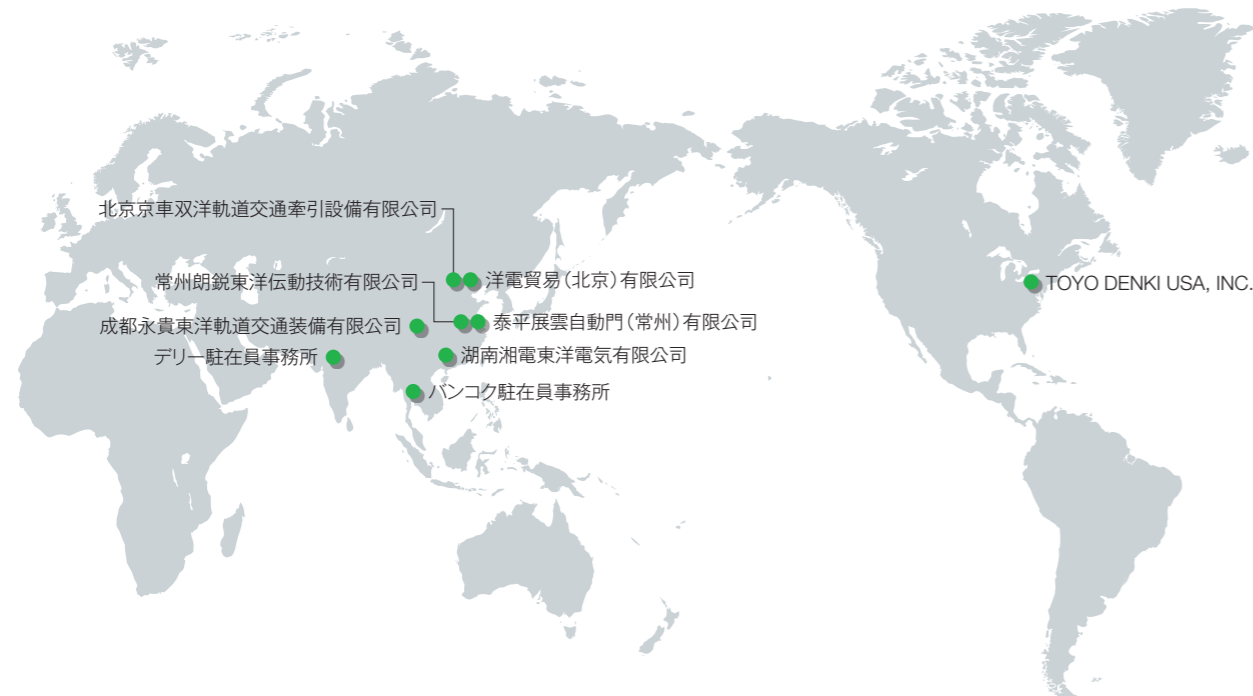 北京京車双洋軌道交通牽引設備有限公司
洋電貿易（北京）有限公司
常州朗鋭東洋伝動技術有限公司
TOYO DENKI USA, INC.
成都永貴東洋軌道交通装備有限公司
泰平展雲自動門（常州）有限公司
デリー駐在員事務所
湖南湘電東洋電気有限公司
バンコク駐在員事務所